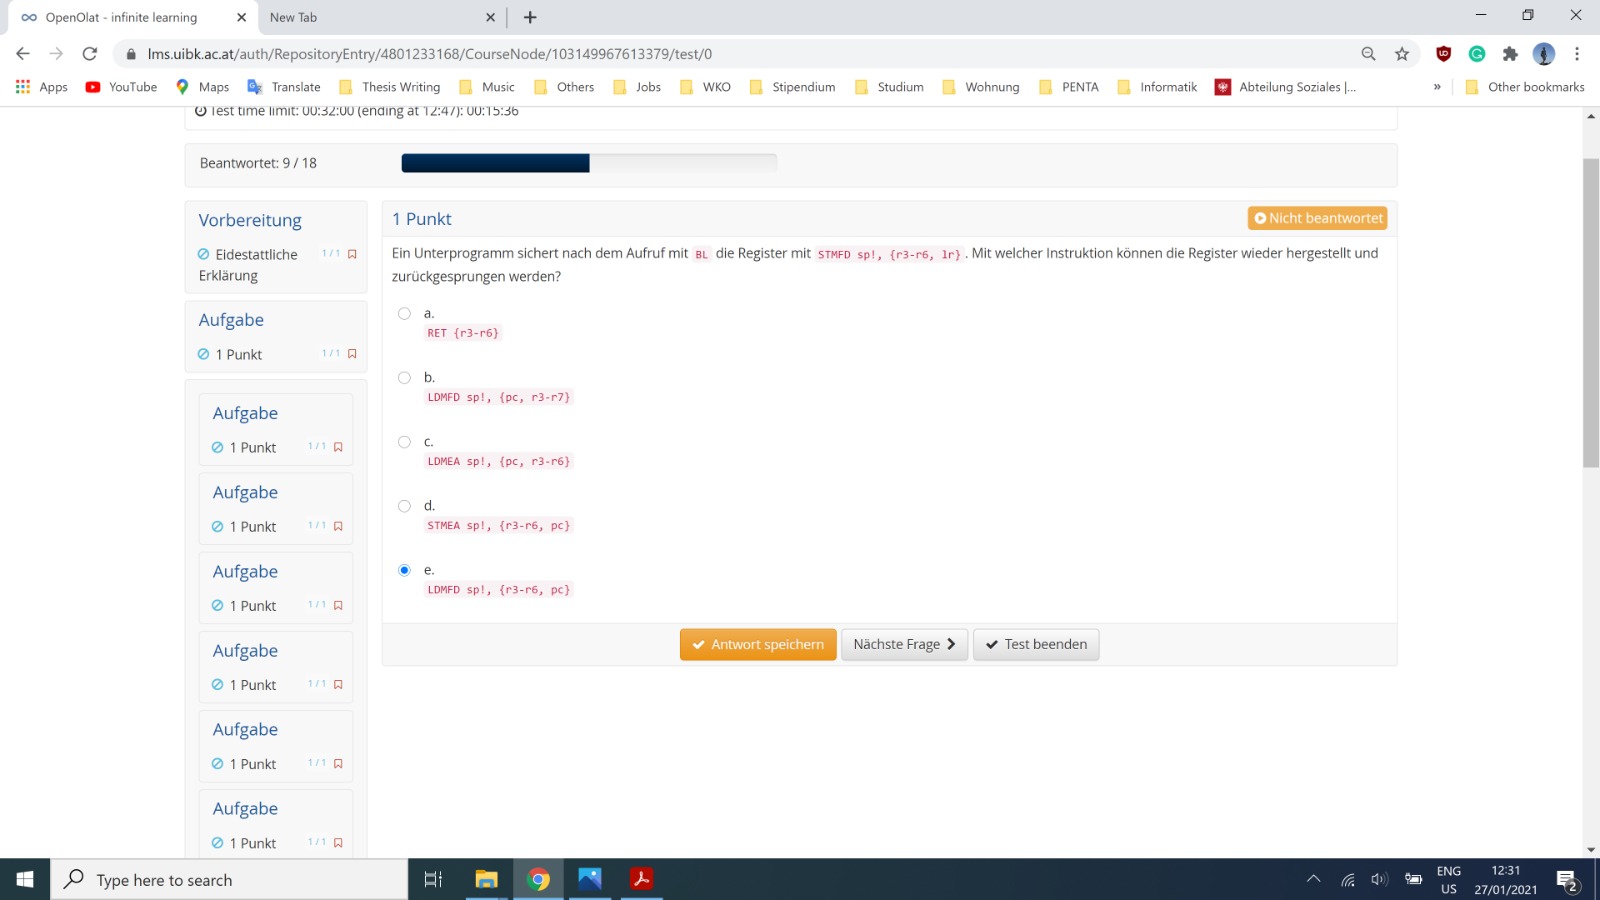 OpenOlat - infinite learning
New Tab
lms.uibk.ac.at/auth/RepositoryEntry/4801233168/CourseNode/103149967613379/test/0
Apps YouTube Maps Translate Thesis Writing Music Others Jobs WKO Stipendium Studium Wohnung PENTA Informatik Abteilung Soziales |... » Other bookmarks
Test time limit: 00:32:00 (ending at 12:47): 00:15:36
Beantwortet: 9 / 18
Vorbereitung
Eidestattliche 1 / 1
Erklärung
Aufgabe
1 Punkt 1 / 1
Aufgabe
1 Punkt 1 / 1
Aufgabe
1 Punkt 1 / 1
Aufgabe
1 Punkt 1 / 1
Aufgabe
1 Punkt 1 / 1
Aufgabe
1 Punkt 1 / 1
Aufgabe
1 Punkt 1 / 1
1 Punkt
Nicht beantwortet
Ein Unterprogramm sichert nach dem Aufruf mit BL die Register mit STMFD sp!, {r3-r6, lr} . Mit welcher Instruktion können die Register wieder hergestellt und
zurückgesprungen werden?
a.
RET {r3-r6}
b.
LDMFD sp!, {pc, r3-r7}
c.
LDMEA sp!, {pc, r3-r6}
d.
STMEA sp!, {r3-r6, pc}
e.
LDMFD sp!, {r3-r6, pc}
Antwort speichern
Nächste Frage
Test beenden
Type here to search
ENG
US
12:31
27/01/2021
2